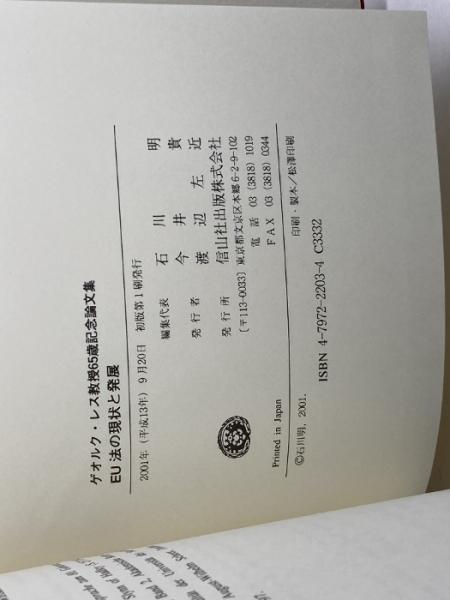 ゲオルク・レス教授65歳記念論文集
EU法の現状と発展
2001年（平成13年）9月20日 初版第1刷発行
編集代表 石川 明
発行者 今井 貴
渡辺左近
発行所 信山社出版株式会社
〔〒113-0033〕東京都文京区本郷6-2-9-102
電話 03 (3818) 1019
FAX 03 (3818) 0344
印刷・製本／松澤印刷
Printed in Japan
©石川明，2001.
ISBN 4-7972-2203-4 C3332
August Wilhelm
Band 2,